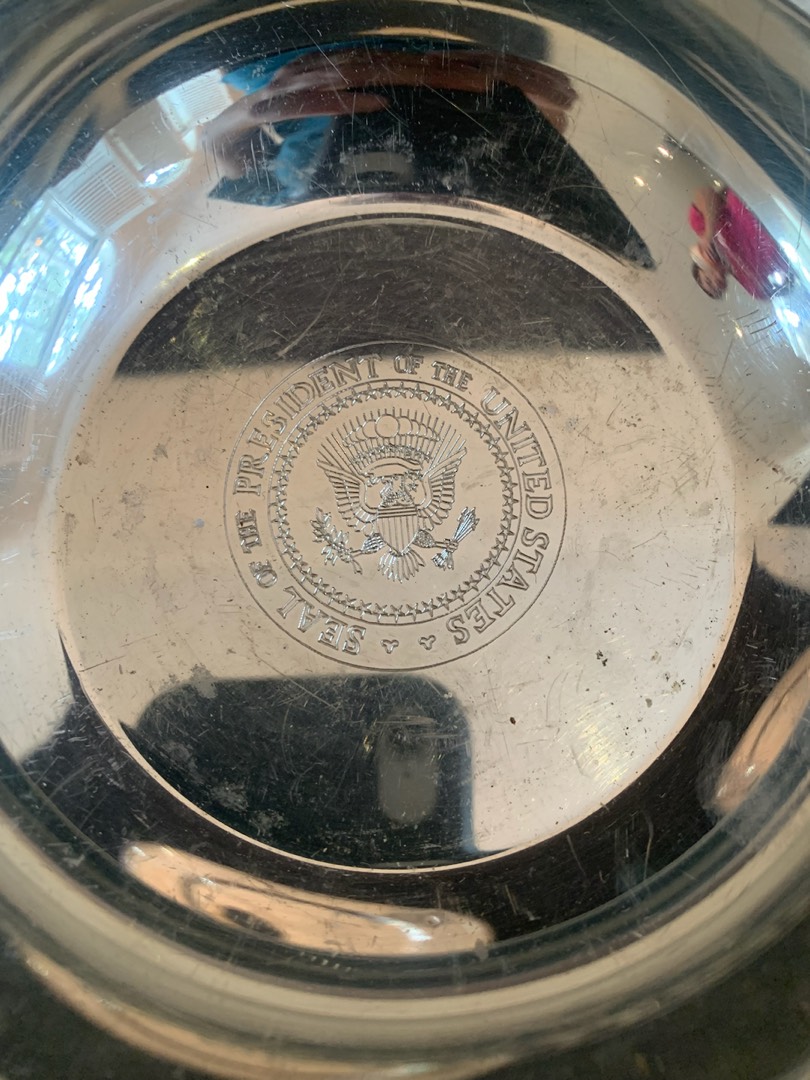 SEAL OF THE PRESIDENT OF THE UNITED STATES